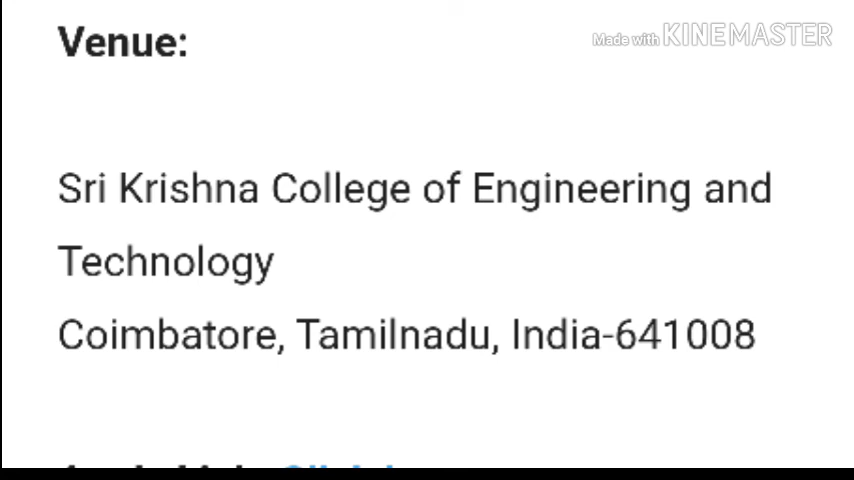 Venue:
Made with KINEMASTER
Sri Krishna College of Engineering and
Technology
Coimbatore, Tamilnadu, India-641008